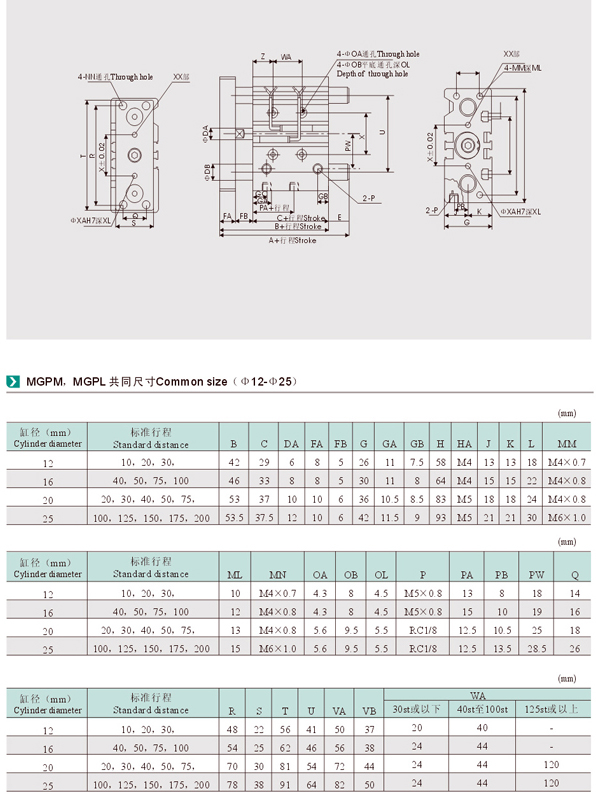 Z WA
4-ΦOA通孔Through hole
4-ΦOB平底通孔深OL
Depth of through hole
XX部
4-MM深ML
4-NN通孔Through hole
XX部
ΦDA
ΦDB
T
R
X±0.02
Q
S
ΦXAH7深XL
PW
X
U
2-P
G
GB
PA+行程
FA FB
C+行程Stroke
E
B+行程Stroke
A+行程Stroke
X±0.02
2-P
PB
J K
G
ΦXAH7深XL
MGPM，MGPL 共同尺寸Common size（Φ12-Φ25）
(mm)
缸径（mm） 标准行程
Cylinder diameter Standard distance B C DA FA FB G GA GB H HA J K L MM
12 10，20，30， 42 29 6 8 5 26 11 7.5 58 M4 13 13 18 M4×0.7
16 40，50，75，100 46 33 8 8 5 30 11 8 64 M4 15 15 22 M4×0.8
20 20，30，40，50，75， 53 37 10 10 6 36 10.5 8.5 83 M5 18 18 24 M4×0.8
25 100，125，150，175，200 53.5 37.5 12 10 6 42 11.5 9 93 M5 21 21 30 M6×1.0
(mm)
缸径（mm） 标准行程
Cylinder diameter Standard distance ML MN OA OB OL P PA PB PW Q
12 10，20，30， 10 M4×0.7 4.3 8 4.5 M5×0.8 13 8 18 14
16 40，50，75，100 12 M4×0.8 4.3 8 4.5 M5×0.8 15 10 19 16
20 20，30，40，50，75， 13 M4×0.8 5.6 9.5 5.5 RC1/8 12.5 10.5 25 18
25 100，125，150，175，200 15 M6×1.0 5.6 9.5 5.5 RC1/8 12.5 13.5 28.5 26
(mm)
缸径（mm） 标准行程 WA
Cylinder diameter Standard distance R S T U VA VB 30st或以下 40st至100st 125st或以上
12 10，20，30， 48 22 56 41 50 37 20 40 -
16 40，50，75，100 54 25 62 46 56 38 24 44 -
20 20，30，40，50，75， 70 30 81 54 72 44 24 44 120
25 100，125，150，175，200 78 38 91 64 82 50 24 44 120